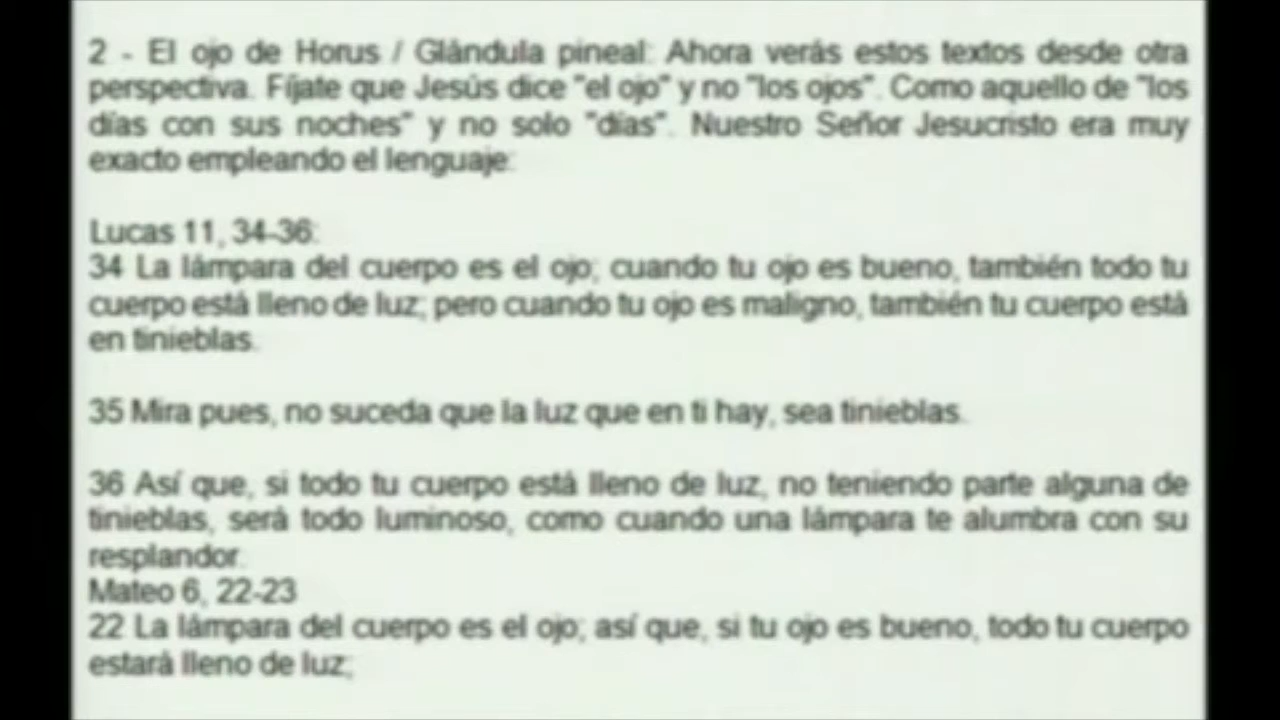 2 - El ojo de Horus / Glándula pineal: Ahora verás estos textos desde otra
perspectiva. Fíjate que Jesús dice "el ojo" y no "los ojos". Como aquello de "los
días con sus noches" y no solo "días". Nuestro Señor Jesucristo era muy
exacto empleando el lenguaje:
Lucas 11, 34-36:
34 La lámpara del cuerpo es el ojo; cuando tu ojo es bueno, también todo tu
cuerpo está lleno de luz; pero cuando tu ojo es maligno, también tu cuerpo está
en tinieblas.
35 Mira pues, no suceda que la luz que en ti hay, sea tinieblas.
36 Así que, si todo tu cuerpo está lleno de luz, no teniendo parte alguna de
tinieblas, será todo luminoso, como cuando una lámpara te alumbra con su
resplandor.
Mateo 6, 22-23
22 La lámpara del cuerpo es el ojo; así que, si tu ojo es bueno, todo tu cuerpo
estará lleno de luz;